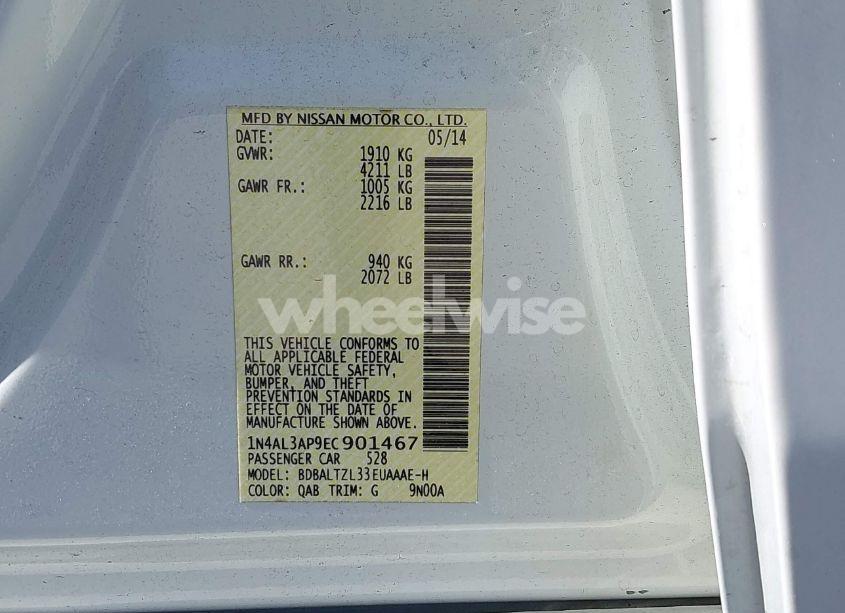 MFD BY NISSAN MOTOR CO., LTD.
DATE: 05/14
GVWR: 1910 KG
4211 LB
GAWR FR.: 1005 KG
2216 LB
GAWR RR.: 940 KG
2072 LB
wheelwise
THIS VEHICLE CONFORMS TO
ALL APPLICABLE FEDERAL
MOTOR VEHICLE SAFETY,
BUMPER, AND THEFT
PREVENTION STANDARDS IN
EFFECT ON THE DATE OF
MANUFACTURE SHOWN ABOVE.
1N4AL3AP9EC901467
PASSENGER CAR 528
MODEL: BDBALTZL33EUAAAE-H
COLOR: QAB TRIM: G 9N00A